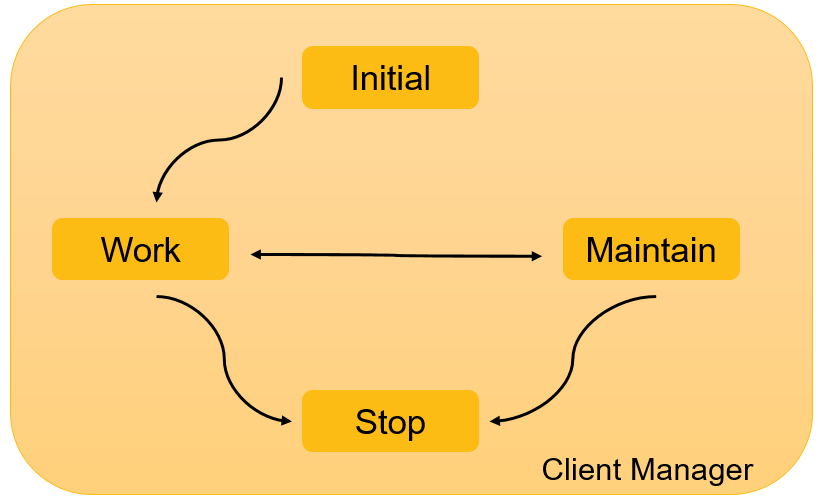 Initial
Work
Maintain
Stop
Client Manager